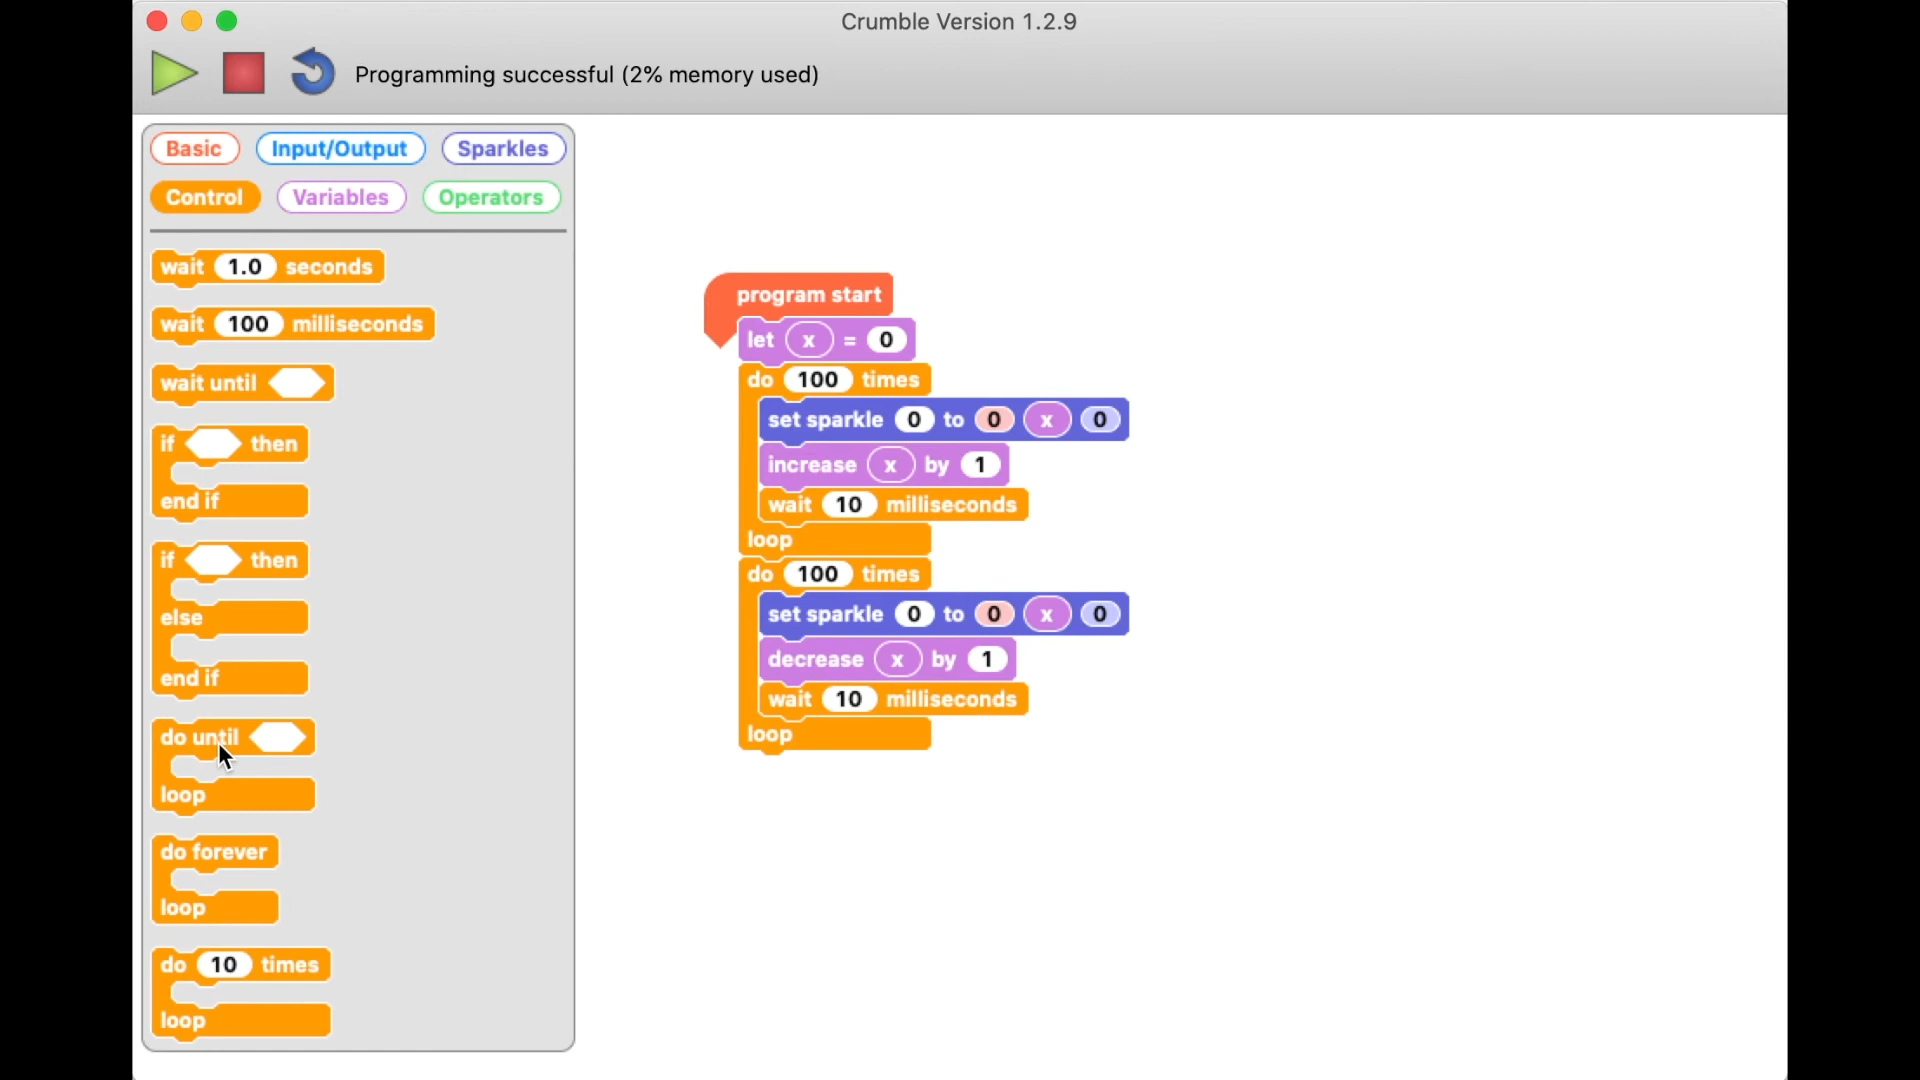 Crumble Version 1.2.9
Programming successful (2% memory used)
Basic Input/Output Sparkles
Control Variables Operators
wait 1.0 seconds
wait 100 milliseconds
wait until
if then
end if
if then
else
end if
do until
loop
do forever
loop
do 10 times
loop
program start
let x = 0
do 100 times
set sparkle 0 to 0 x 0
increase x by 1
wait 10 milliseconds
loop
do 100 times
set sparkle 0 to 0 x 0
decrease x by 1
wait 10 milliseconds
loop